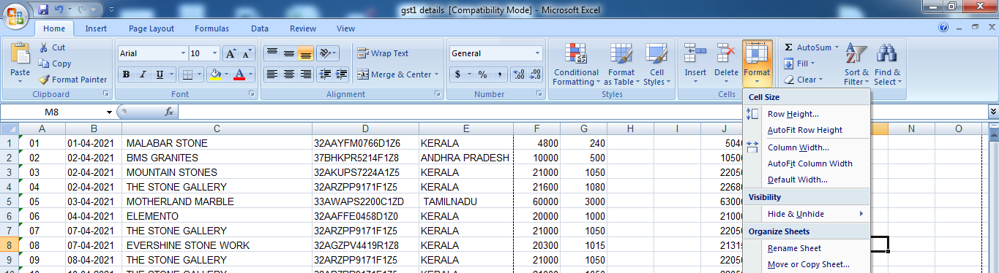 gst1 details [Compatibility Mode] - Microsoft Excel
Home Insert Page Layout Formulas Data Review View
Paste Cut Copy Format Painter Clipboard
Arial 10 A A B I U A Font
Wrap Text Merge & Center Alignment
General $ % , .0 .00 .00 .0 Number
Conditional Formatting Format as Table Cell Styles Styles
Insert Delete Format Cells
Σ AutoSum Fill Clear Sort & Filter Find & Select
M8 fx
A B C D E F G H I J N O
1 01 01-04-2021 MALABAR STONE 32AAYFM0766D1Z6 KERALA 4800 240 5040
2 02 02-04-2021 BMS GRANITES 37BHKPR5214F1Z8 ANDHRA PRADESH 10000 500 10500
3 03 02-04-2021 MOUNTAIN STONES 32AKUPS7224A1Z5 KERALA 21000 1050 22050
4 04 02-04-2021 THE STONE GALLERY 32ARZPP9171F1Z5 KERALA 21600 1080 22680
5 05 03-04-2021 MOTHERLAND MARBLE 33AWAPS2200C1ZD TAMILNADU 60000 3000 63000
6 06 04-04-2021 ELEMENTO 32AAFFE0458D1Z0 KERALA 20000 1000 21000
7 07 07-04-2021 THE STONE GALLERY 32ARZPP9171F1Z5 KERALA 21000 1050 22050
8 08 07-04-2021 EVERSHINE STONE WORK 32AGZPV4419R1Z8 KERALA 20300 1015 21315
9 09 08-04-2021 THE STONE GALLERY 32ARZPP9171F1Z5 KERALA 21000 1050 22050
Cell Size
Row Height...
AutoFit Row Height
Column Width...
AutoFit Column Width
Default Width...
Visibility
Hide & Unhide
Organize Sheets
Rename Sheet
Move or Copy Sheet...